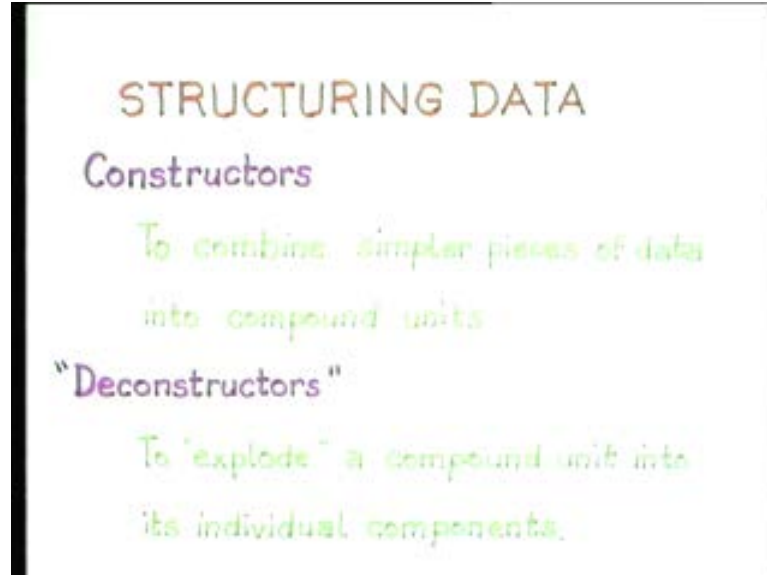 STRUCTURING DATA
Constructors
To combine simpler pieces of data
into compound units
"Deconstructors"
To "explode" a compound unit into
its individual components.